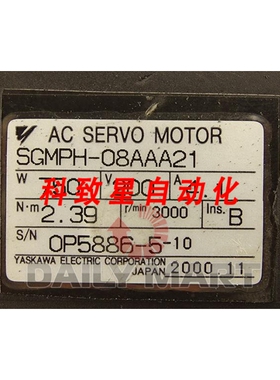 AC SERVO MOTOR
SGMPH-08AAA21
W V A
科致星自动化
N·m 2.39 r/min 3000 Ins. B
S/N OP5886-5-10
DAILY MART
YASKAWA ELECTRIC CORPORATION
JAPAN 2000 11